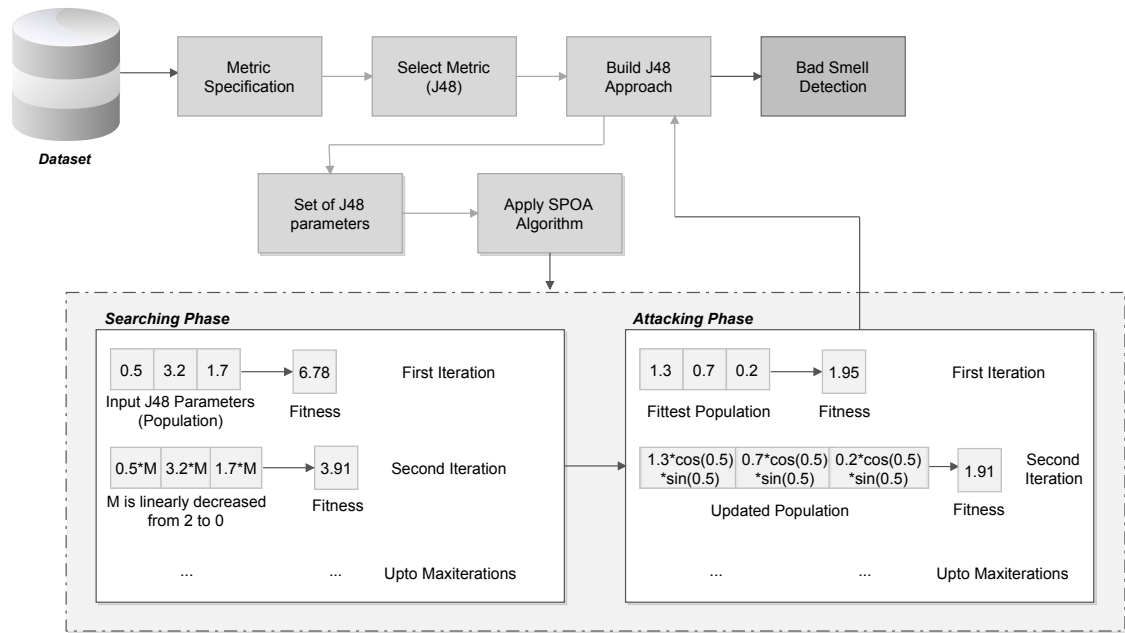 Dataset
Metric
Specification
Select Metric
(J48)
Build J48
Approach
Bad Smell
Detection
Set of J48
parameters
Apply SPOA
Algorithm
Searching Phase
0.5 3.2 1.7
6.78
First Iteration
Input J48 Parameters
(Population)
Fitness
0.5*M 3.2*M 1.7*M
3.91
Second Iteration
M is linearly decreased
from 2 to 0
Fitness
... ... Upto Maxiterations
Attacking Phase
1.3 0.7 0.2
1.95
First Iteration
Fittest Population
Fitness
1.3*cos(0.5)
*sin(0.5)
0.7*cos(0.5)
*sin(0.5)
0.2*cos(0.5)
*sin(0.5)
1.91
Second
Iteration
Updated Population
Fitness
... ... Upto Maxiterations